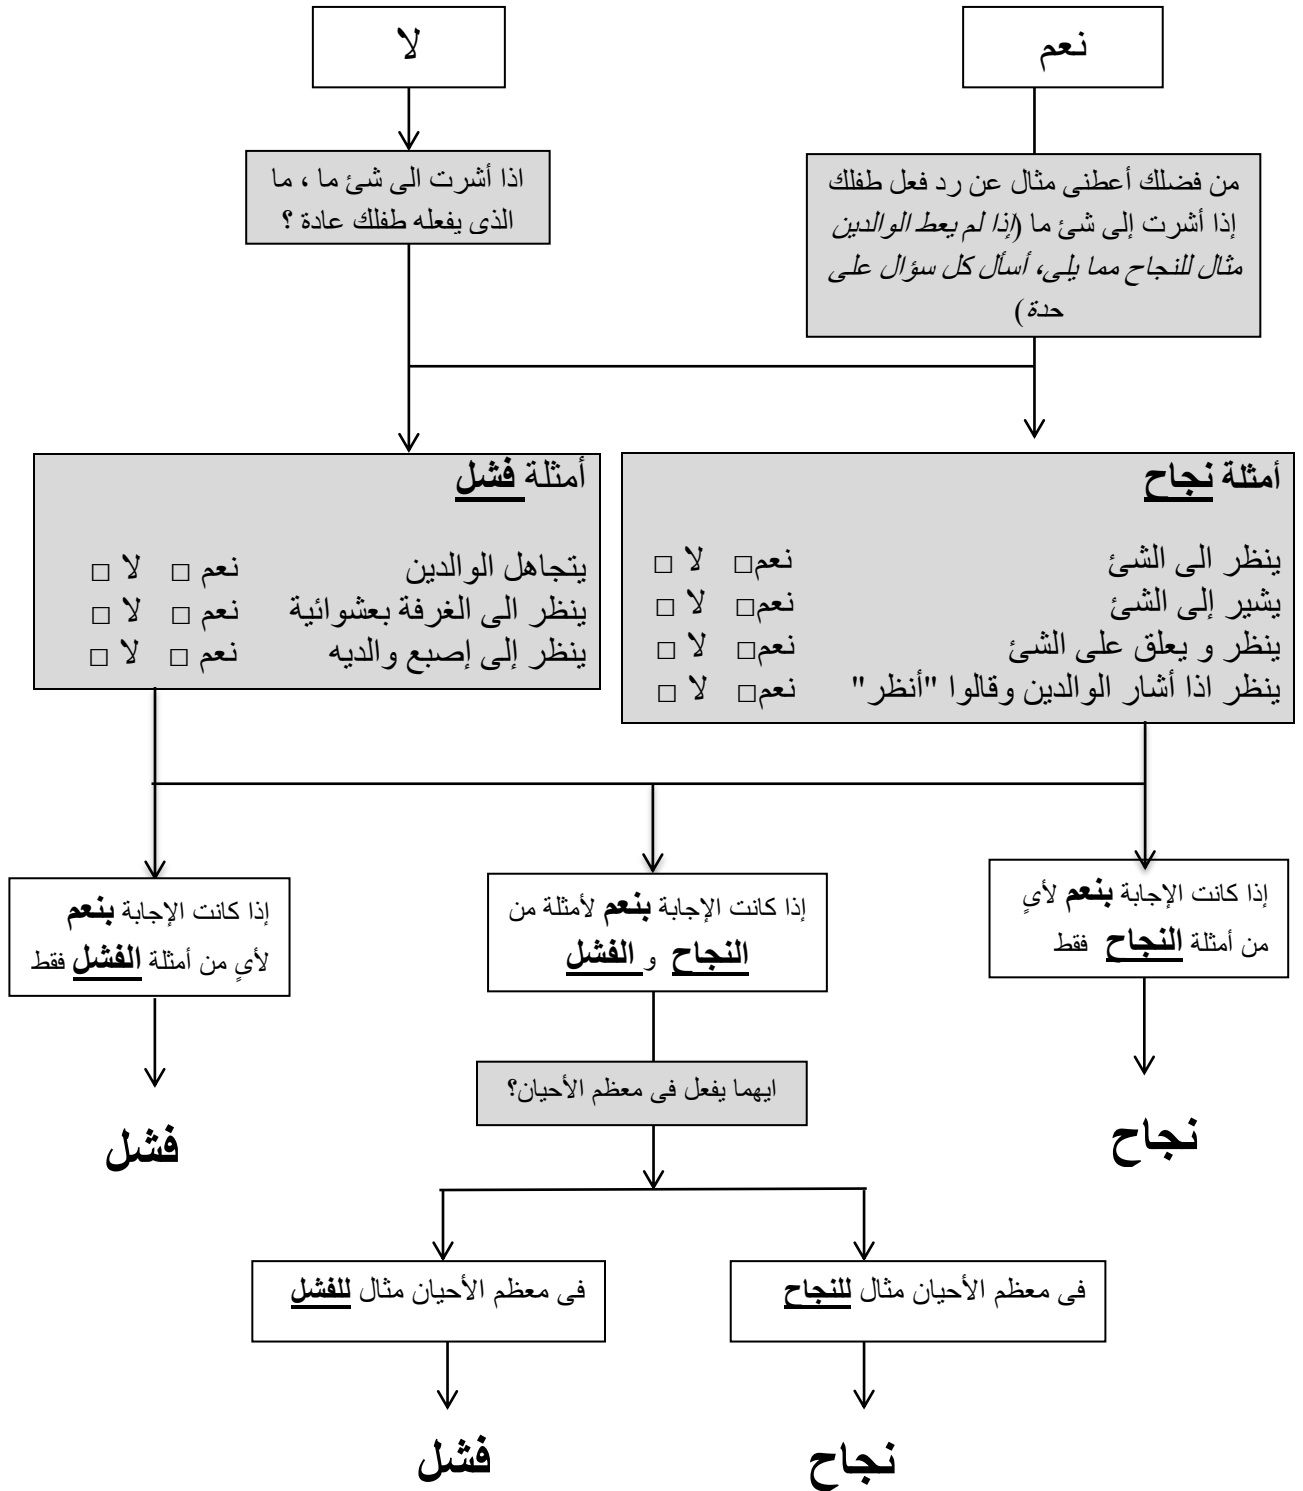 نعم
لا
من فضلك أعطنى مثال عن رد فعل طفلك
إذا أشرت إلى شئ ما (إذا لم يعط الوالدين
مثال للنجاح مما يلى، أسأل كل سؤال على
حدة)
اذا أشرت الى شئ ما ، ما
الذى يفعله طفلك عادة ؟
أمثلة نجاح
ينظر الى الشئ نعم□ لا □
يشير إلى الشئ نعم□ لا □
ينظر و يعلق على الشئ نعم□ لا □
ينظر اذا أشار الوالدين وقالوا "أنظر" نعم□ لا □
أمثلة فشل
يتجاهل الوالدين نعم □ لا □
ينظر الى الغرفة بعشوائية نعم □ لا □
ينظر إلى إصبع والديه نعم □ لا □
إذا كانت الإجابة بنعم لأيٍ
من أمثلة النجاح فقط
إذا كانت الإجابة بنعم لأمثلة من
النجاح و الفشل
إذا كانت الإجابة بنعم
لأيٍ من أمثلة الفشل فقط
ايهما يفعل فى معظم الأحيان؟
نجاح
فشل
فى معظم الأحيان مثال للنجاح
فى معظم الأحيان مثال للفشل
نجاح
فشل